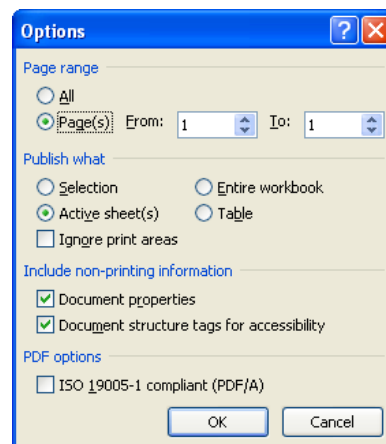 Options
Page range
All
Page(s) From: 1 To: 1
Publish what
Selection Entire workbook
Active sheet(s) Table
Ignore print areas
Include non-printing information
Document properties
Document structure tags for accessibility
PDF options
ISO 19005-1 compliant (PDF/A)
OK Cancel